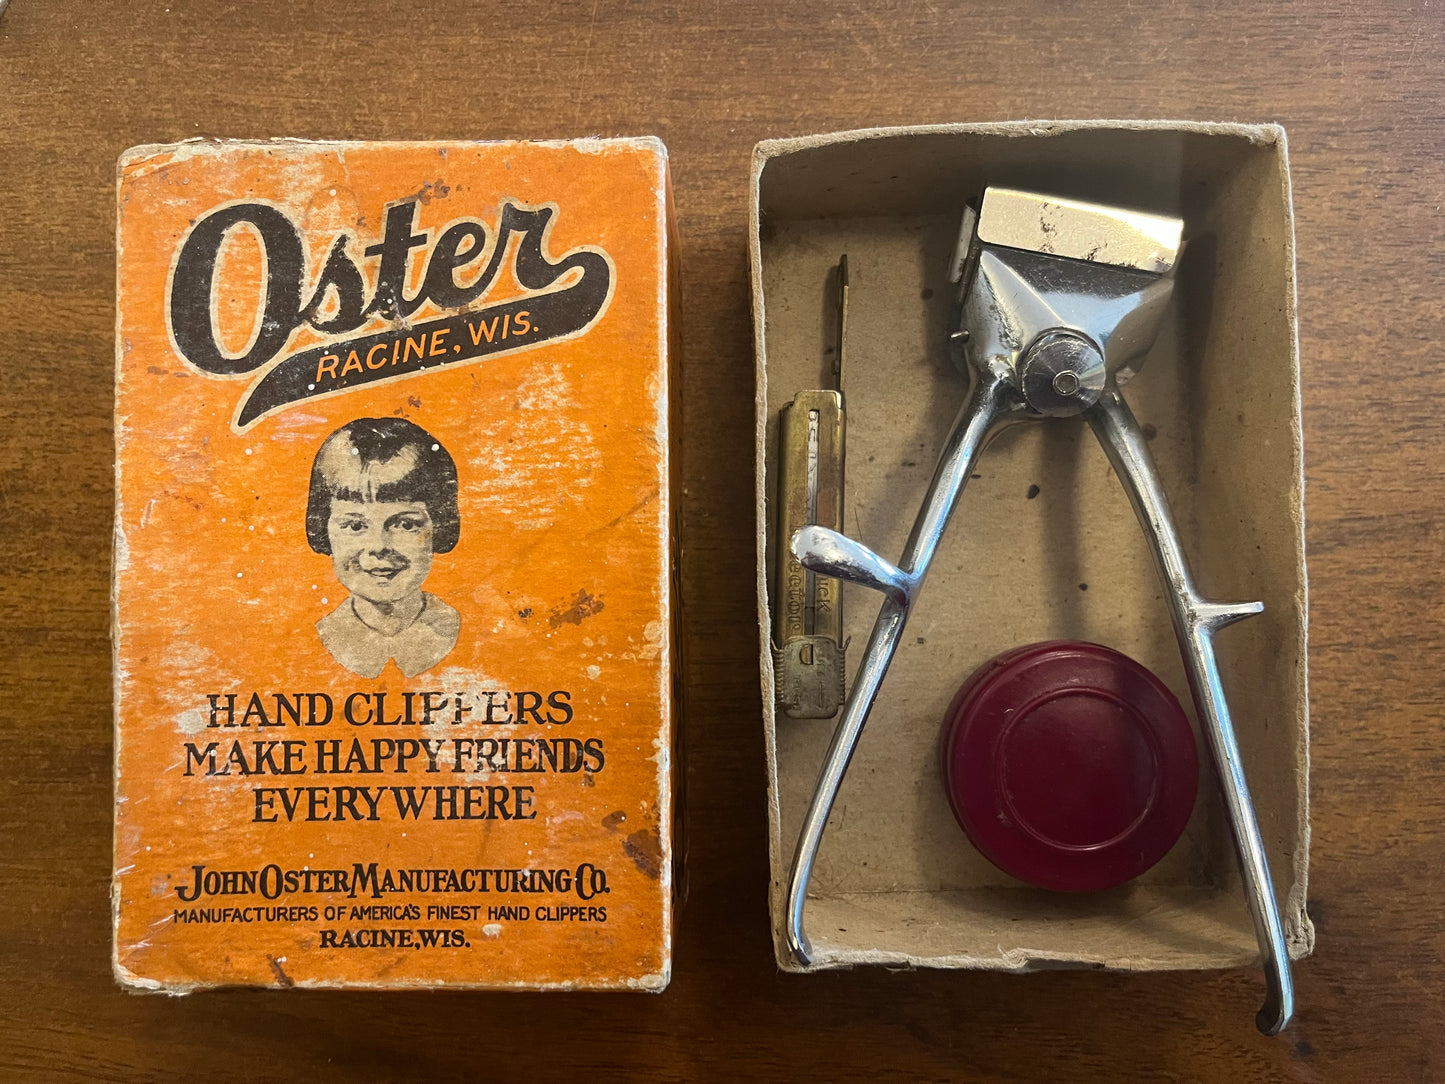 Oster
RACINE, WIS.
HAND CLIPPERS
MAKE HAPPY FRIENDS
EVERYWHERE
JOHN OSTER MANUFACTURING CO.
MANUFACTURERS OF AMERICA'S FINEST HAND CLIPPERS
RACINE, WIS.